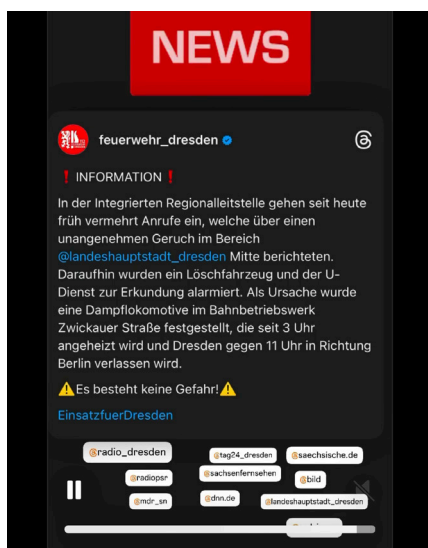 NEWS
feuerwehr_dresden
❗ INFORMATION ❗
In der Integrierten Regionalleitstelle gehen seit heute
früh vermehrt Anrufe ein, welche über einen
unangenehmen Geruch im Bereich
@landeshauptstadt_dresden Mitte berichteten.
Daraufhin wurden ein Löschfahrzeug und der U-
Dienst zur Erkundung alarmiert. Als Ursache wurde
eine Dampflokomotive im Bahnbetriebswerk
Zwickauer Straße festgestellt, die seit 3 Uhr
angeheizt wird und Dresden gegen 11 Uhr in Richtung
Berlin verlassen wird.
⚠️Es besteht keine Gefahr!⚠️
EinsatzfuerDresden
@radio_dresden
@tag24_dresden
@saechsische.de
@radiopsr
@sachsenfernsehen
@bild
@mdr_sn
@dnn.de
@landeshauptstadt_dresden